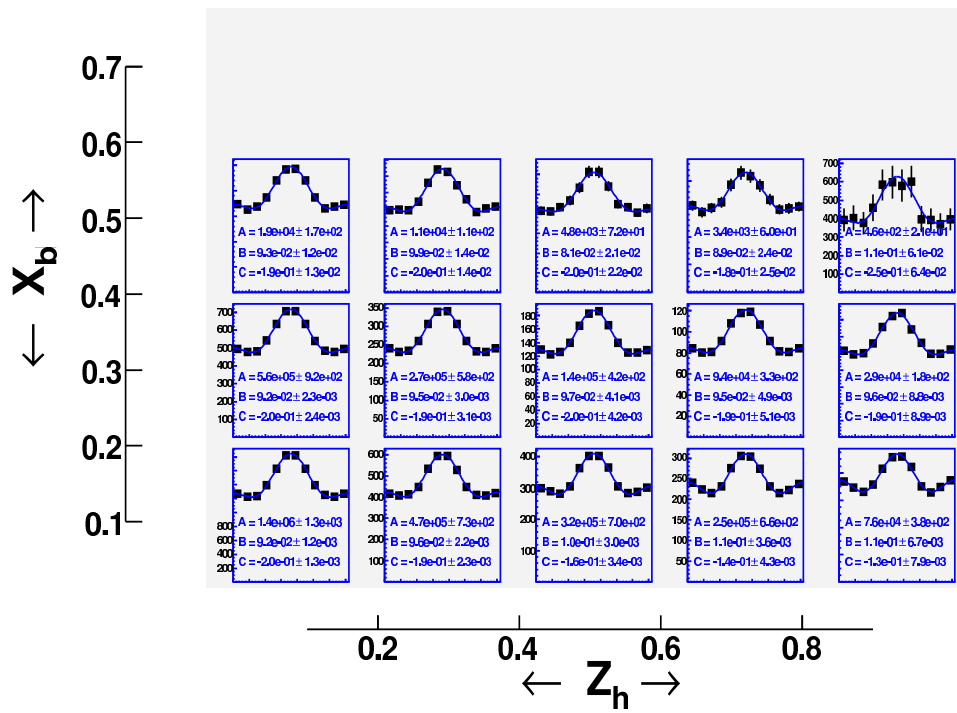 0.7
0.6
0.5
0.4
0.3
0.2
0.1
← X_b →
A = 1.9e+04 ± 1.7e+02
B = 9.3e-02 ± 1.2e-02
C = -1.9e-01 ± 1.3e-02
A = 1.1e+04 ± 1.1e+02
B = 9.9e-02 ± 1.4e-02
C = -2.0e-01 ± 1.4e-02
A = 4.8e+03 ± 7.2e+01
B = 8.1e-02 ± 2.1e-02
C = -2.0e-01 ± 2.2e-02
A = 3.4e+03 ± 6.0e+01
B = 8.9e-02 ± 2.4e-02
C = -1.8e-01 ± 2.5e-02
700
600
500
400
300
200
100
A = 4.6e+02 ± 2.1e+01
B = 1.1e-01 ± 6.1e-02
C = -2.5e-01 ± 6.4e-02
700
600
500
400
300
200
100
A = 5.6e+05 ± 9.2e+02
B = 9.2e-02 ± 2.3e-03
C = -2.0e-01 ± 2.4e-03
350
300
250
200
150
100
50
A = 2.7e+05 ± 5.8e+02
B = 9.5e-02 ± 3.0e-03
C = -1.9e-01 ± 3.1e-03
180
160
140
120
100
80
60
40
20
A = 1.4e+05 ± 4.2e+02
B = 9.7e-02 ± 4.1e-03
C = -2.0e-01 ± 4.2e-03
120
100
80
60
40
20
A = 9.4e+04 ± 3.3e+02
B = 9.5e-02 ± 4.9e-03
C = -1.9e-01 ± 5.1e-03
A = 2.9e+04 ± 1.8e+02
B = 9.6e-02 ± 8.8e-03
C = -1.9e-01 ± 8.9e-03
800
600
400
200
A = 1.4e+06 ± 1.3e+03
B = 9.2e-02 ± 1.2e-03
C = -2.0e-01 ± 1.3e-03
600
500
400
300
200
100
A = 4.7e+05 ± 7.3e+02
B = 9.6e-02 ± 2.2e-03
C = -1.9e-01 ± 2.3e-03
400
300
200
100
A = 3.2e+05 ± 7.0e+02
B = 1.0e-01 ± 3.0e-03
C = -1.6e-01 ± 3.4e-03
300
250
200
150
100
50
A = 2.5e+05 ± 6.6e+02
B = 1.1e-01 ± 3.6e-03
C = -1.4e-01 ± 4.3e-03
A = 7.6e+04 ± 3.8e+02
B = 1.1e-01 ± 6.7e-03
C = -1.3e-01 ± 7.9e-03
0.2
0.4
0.6
0.8
← Z_h →